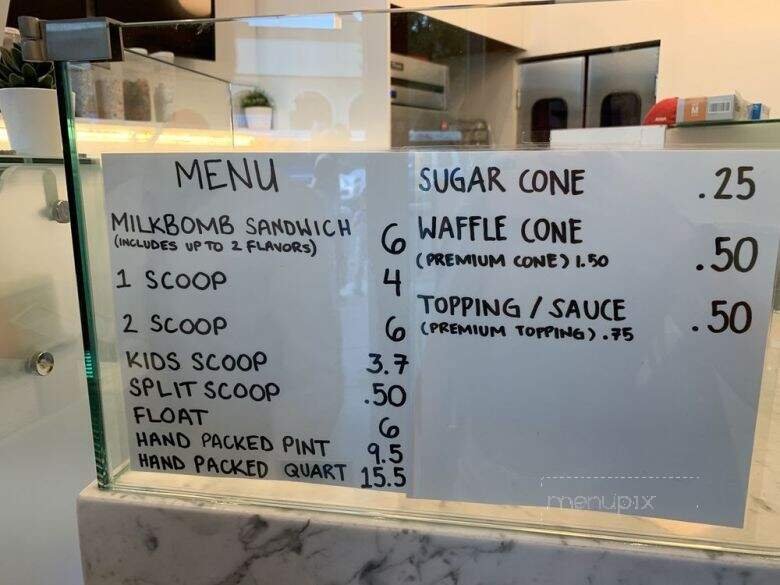 MENU
MILKBOMB SANDWICH 6
(INCLUDES UP TO 2 FLAVORS)
1 SCOOP 4
2 SCOOP 6
KIDS SCOOP 3.7
SPLIT SCOOP .50
FLOAT 6
HAND PACKED PINT 9.5
HAND PACKED QUART 15.5
SUGAR CONE .25
WAFFLE CONE .50
(PREMIUM CONE) 1.50
TOPPING / SAUCE .50
(PREMIUM TOPPING) .75
menupix